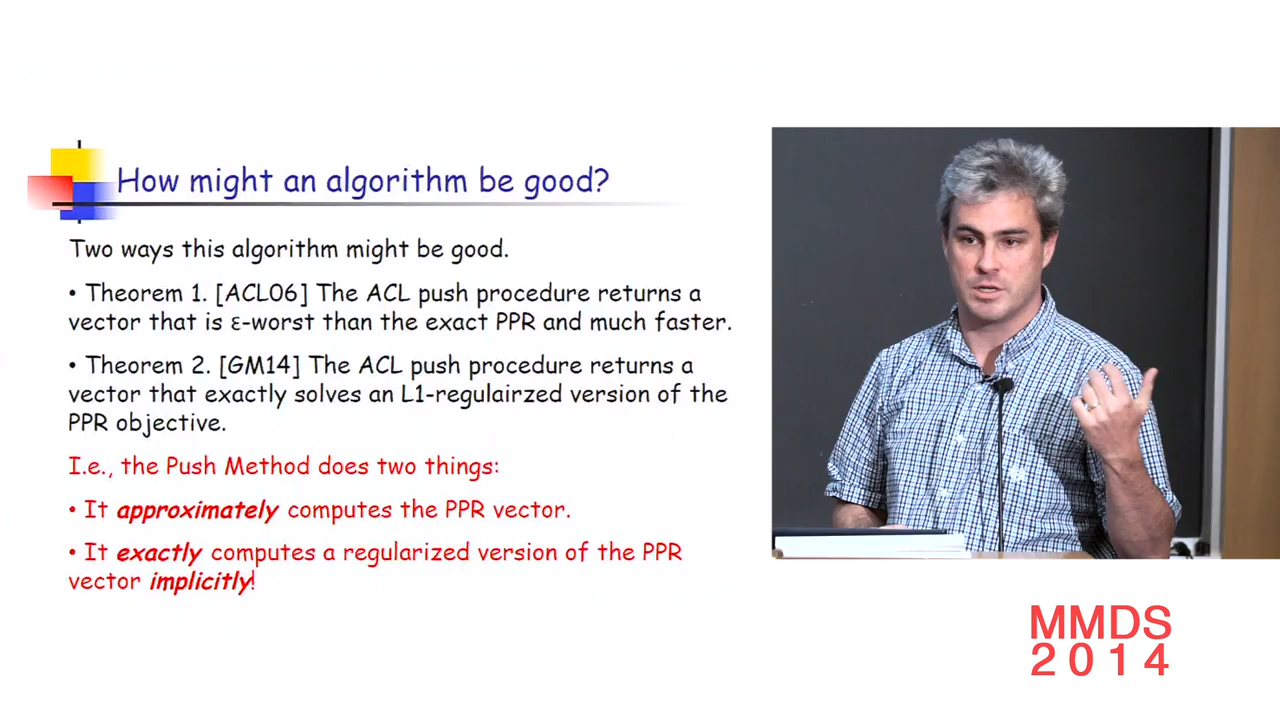 How might an algorithm be good?
Two ways this algorithm might be good.
• Theorem 1. [ACL06] The ACL push procedure returns a
vector that is ε-worst than the exact PPR and much faster.
• Theorem 2. [GM14] The ACL push procedure returns a
vector that exactly solves an L1-regulairzed version of the
PPR objective.
I.e., the Push Method does two things:
• It approximately computes the PPR vector.
• It exactly computes a regularized version of the PPR
vector implicitly!
MMDS
2014